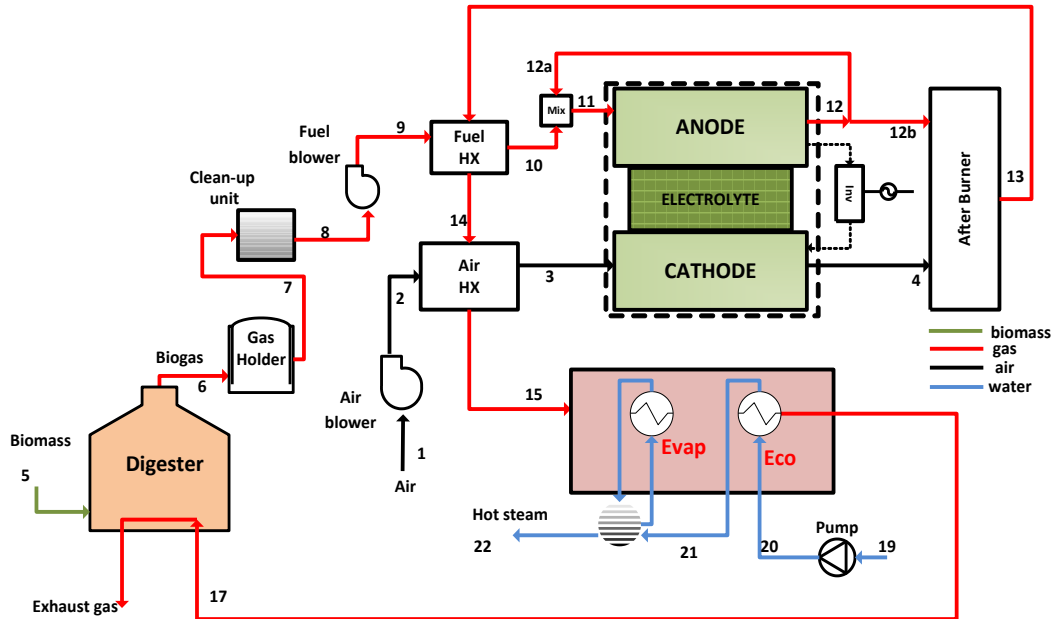 12a
11
12
Mix
ANODE
12b
13
Fuel
blower
9
Fuel
HX
10
Inv
After Burner
Clean-up
unit
8
14
ELECTROLYTE
7
2
Air
HX
3
CATHODE
4
biomass
gas
air
water
Gas
Holder
Biogas
6
Air
blower
1
Air
15
Evap
Eco
Biomass
5
Digester
Hot steam
22
21
20
Pump
19
Exhaust gas
17